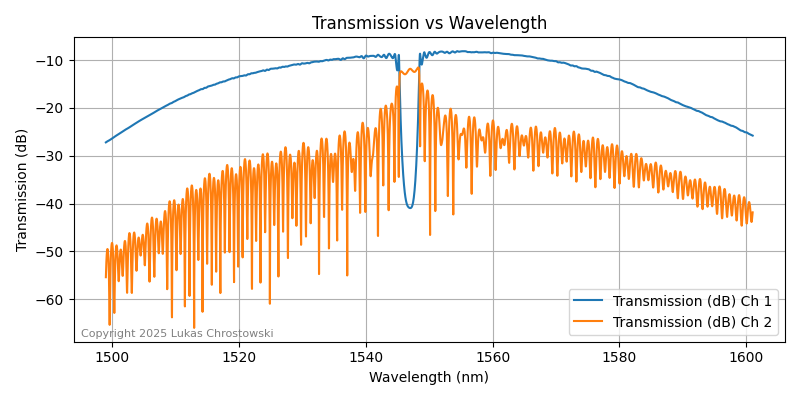 Transmission vs Wavelength
Transmission (dB)
−10
−20
−30
−40
−50
−60
Transmission (dB) Ch 1
Transmission (dB) Ch 2
Copyright 2025 Lukas Chrostowski
1500 1520 1540 1560 1580 1600
Wavelength (nm)